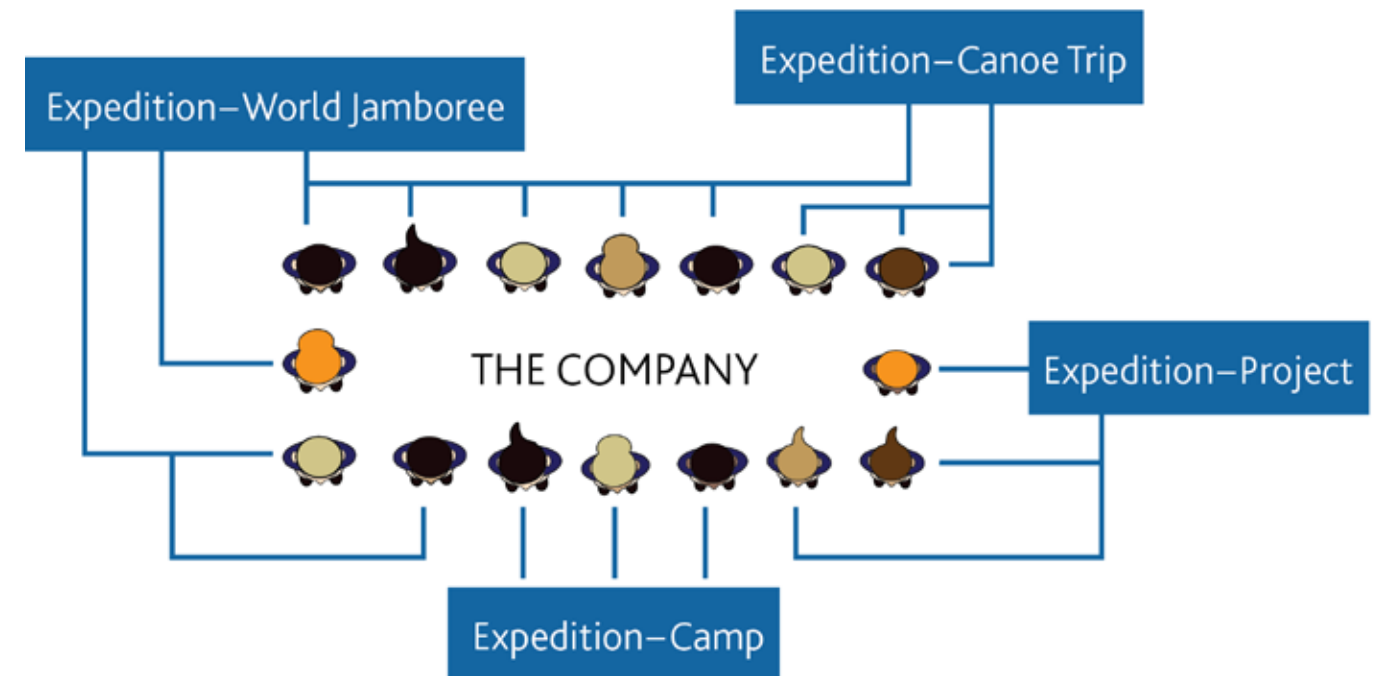 Expedition–Canoe Trip
Expedition–World Jamboree
THE COMPANY
Expedition–Project
Expedition–Camp